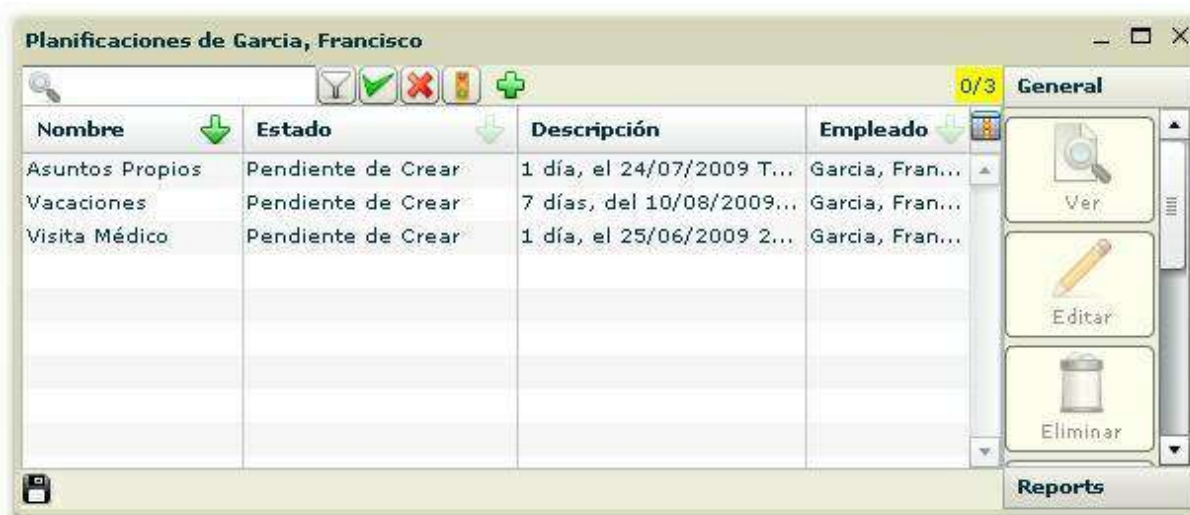 Planificaciones de Garcia, Francisco
0/3 General
Nombre Estado Descripción Empleado
Asuntos Propios Pendiente de Crear 1 día, el 24/07/2009 T... Garcia, Fran...
Vacaciones Pendiente de Crear 7 días, del 10/08/2009... Garcia, Fran...
Visita Médico Pendiente de Crear 1 día, el 25/06/2009 2... Garcia, Fran...
Ver
Editar
Eliminar
Reports